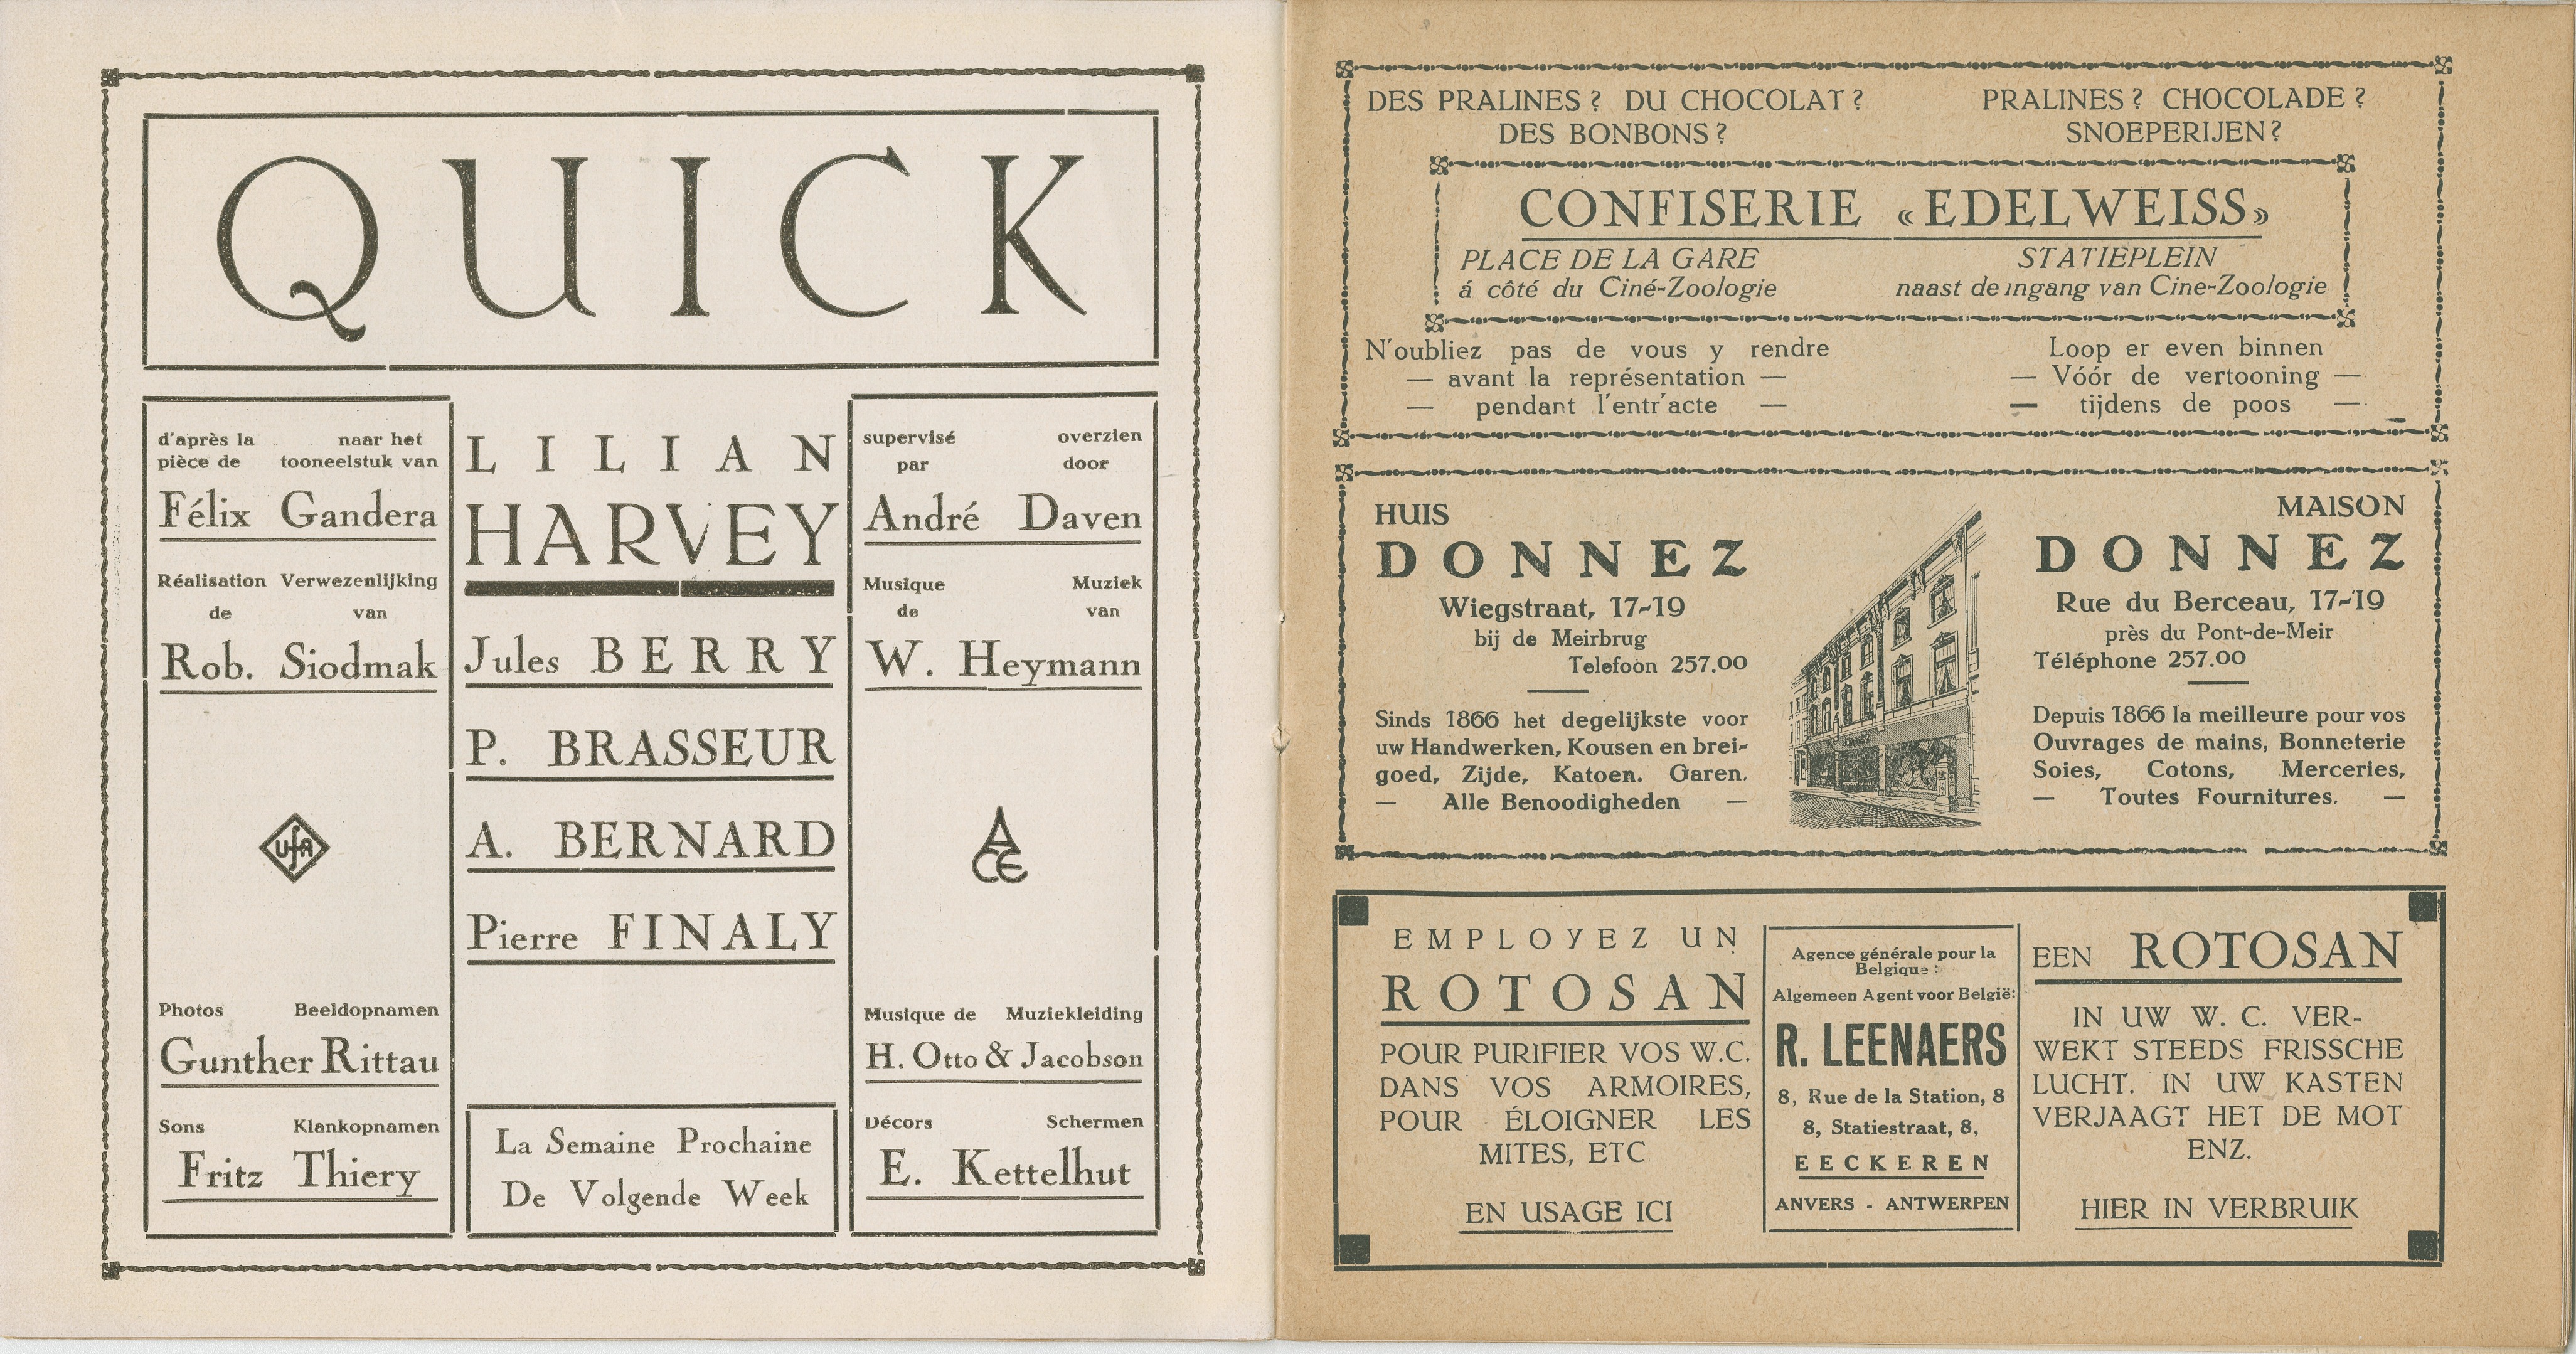 QUICK
d'après la naar het
pièce de tooneelstuk van
Félix Gandera
Réalisation Verwezenlijking
de van
Rob. Siodmak
UfA
Photos Beeldopnamen
Gunther Rittau
Sons Klankopnamen
Fritz Thiery
LILIAN
HARVEY
Jules BERRY
P. BRASSEUR
A. BERNARD
Pierre FINALY
La Semaine Prochaine
De Volgende Week
supervisé overzien
par door
André Daven
Musique Muziek
de van
W. Heymann
ACE
Musique de Muziekleiding
H. Otto & Jacobson
Décors Schermen
E. Kettelhut
DES PRALINES? DU CHOCOLAT?
DES BONBONS?
PRALINES? CHOCOLADE?
SNOEPERIJEN?
CONFISERIE «EDELWEISS»
PLACE DE LA GARE
á côté du Ciné-Zoologie
STATIEPLEIN
naast de ingang van Cine-Zoologie
N'oubliez pas de vous y rendre
— avant la représentation —
— pendant l'entr'acte —
Loop er even binnen
— Vóór de vertooning —
— tijdens de poos —
HUIS
DONNEZ
Wiegstraat, 17-19
bij de Meirbrug
Telefoon 257.00
Sinds 1866 het degelijkste voor
uw Handwerken, Kousen en brei-
goed, Zijde, Katoen. Garen.
— Alle Benoodigheden —
MAISON
DONNEZ
Rue du Berceau, 17-19
près du Pont-de-Meir
Téléphone 257.00
Depuis 1866 la meilleure pour vos
Ouvrages de mains, Bonneterie
Soies, Cotons, Merceries,
— Toutes Fournitures. —
EMPLOYEZ UN
ROTOSAN
POUR PURIFIER VOS W.C.
DANS VOS ARMOIRES,
POUR ÉLOIGNER LES
MITES, ETC
EN USAGE ICI
Agence générale pour la
Belgique :
Algemeen Agent voor België:
R. LEENAERS
8, Rue de la Station, 8
8, Statiestraat, 8,
EECKEREN
ANVERS - ANTWERPEN
EEN ROTOSAN
IN UW W. C. VER-
WEKT STEEDS FRISSCHE
LUCHT. IN UW KASTEN
VERJAAGT HET DE MOT
ENZ.
HIER IN VERBRUIK